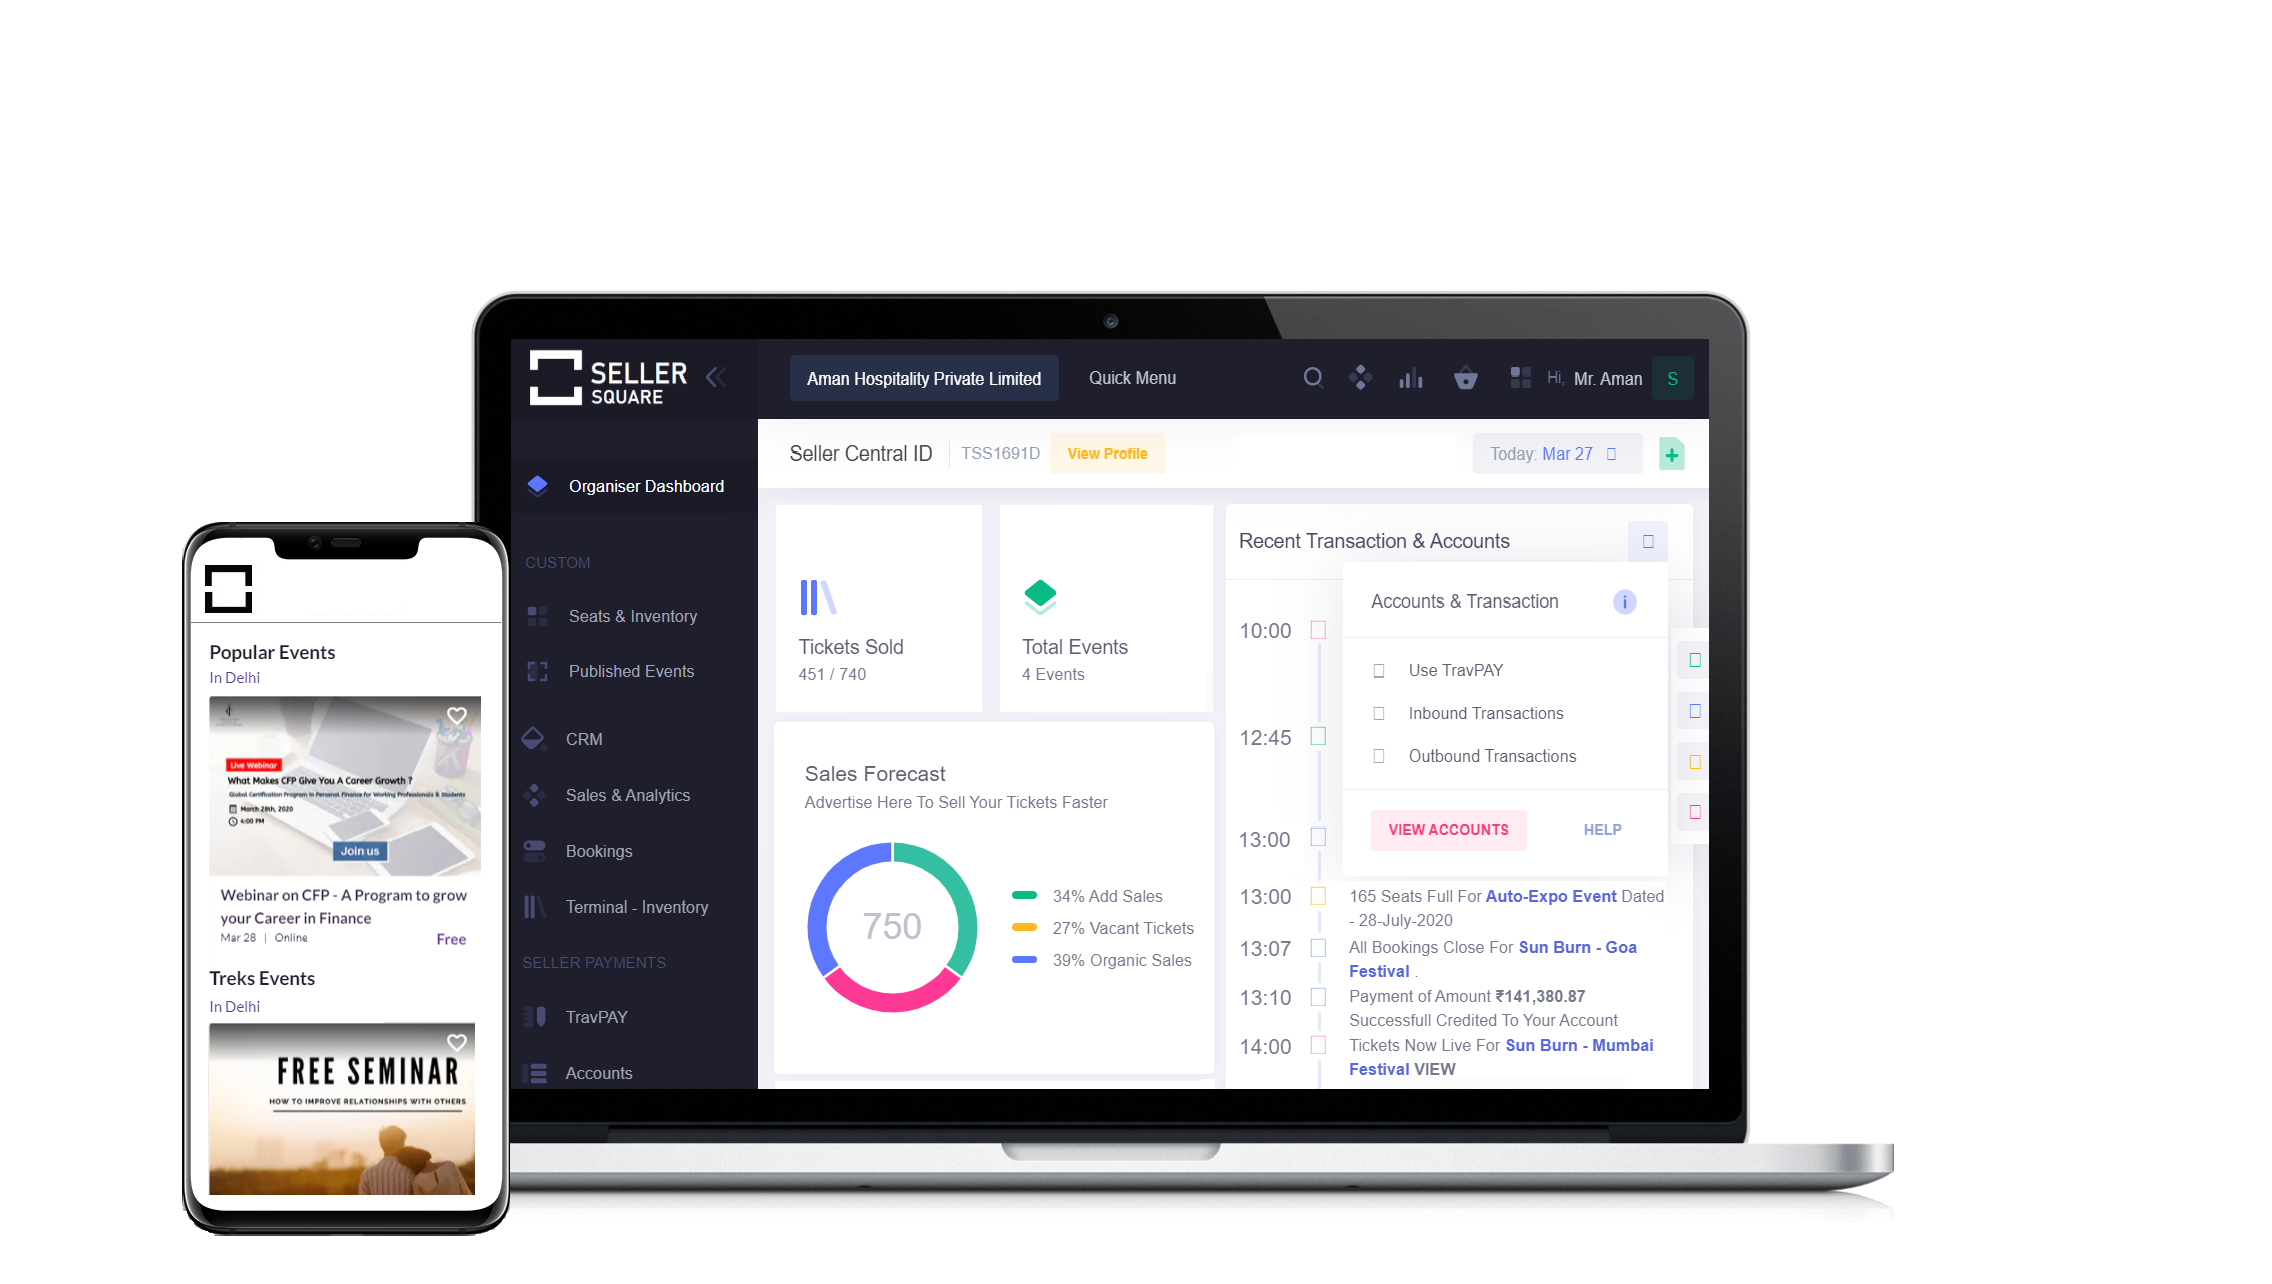 SELLER
SQUARE
Aman Hospitality Private Limited
Quick Menu
Hi, Mr. Aman
S
Seller Central ID
TSS1691D
View Profile
Today: Mar 27
Organiser Dashboard
CUSTOM
Seats & Inventory
Published Events
CRM
Sales & Analytics
Bookings
Terminal - Inventory
SELLER PAYMENTS
TravPAY
Accounts
Tickets Sold
451 / 740
Total Events
4 Events
Sales Forecast
Advertise Here To Sell Your Tickets Faster
750
34% Add Sales
27% Vacant Tickets
39% Organic Sales
Recent Transaction & Accounts
Accounts & Transaction
i
Use TravPAY
Inbound Transactions
Outbound Transactions
VIEW ACCOUNTS
HELP
10:00
12:45
13:00
13:00
165 Seats Full For Auto-Expo Event Dated
- 28-July-2020
13:07
All Bookings Close For Sun Burn - Goa
Festival .
13:10
Payment of Amount ₹141,380.87
Successfull Credited To Your Account
14:00
Tickets Now Live For Sun Burn - Mumbai
Festival VIEW
Popular Events
In Delhi
Live Webinar
What Makes CFP Give You A Career Growth ?
Global Certification Program in Personal Finance for Working Professionals & Students
March 28th, 2020
4:00 PM
Join us
Webinar on CFP - A Program to grow
your Career in Finance
Mar 28 | Online
Free
Treks Events
In Delhi
FREE SEMINAR
HOW TO IMPROVE RELATIONSHIPS WITH OTHERS